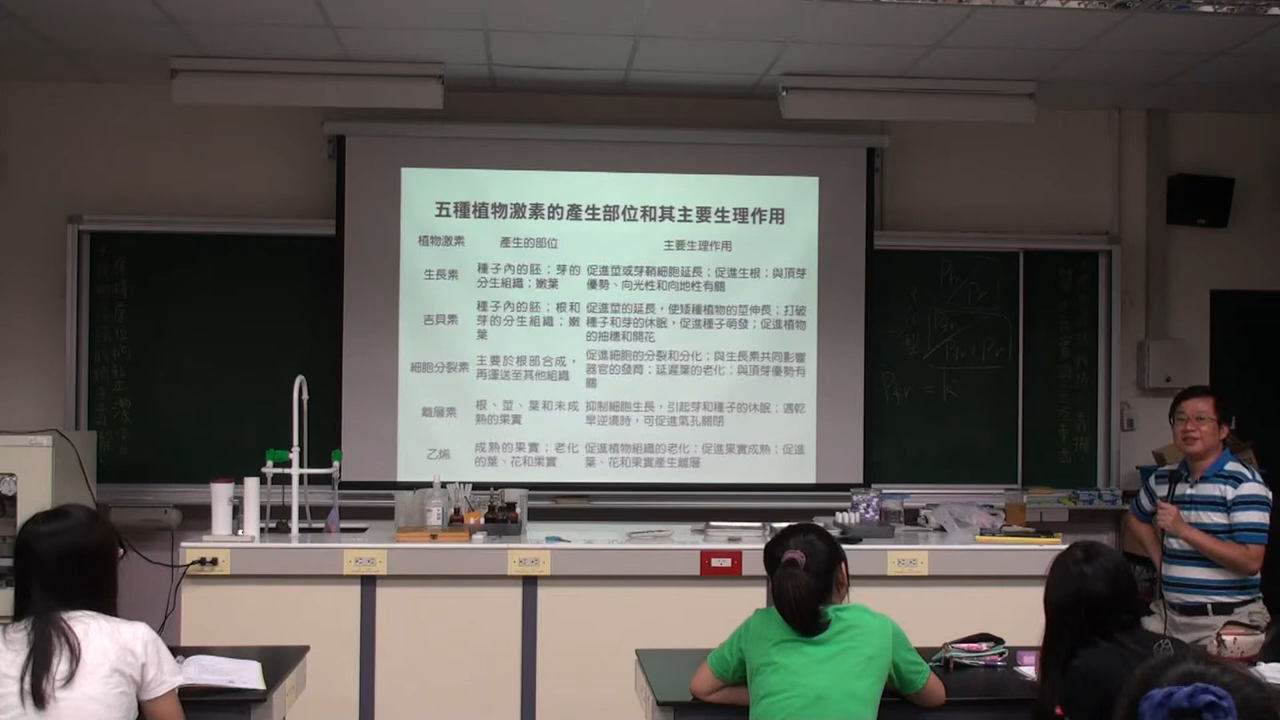 五種植物激素的產生部位和其主要生理作用
植物激素 產生的部位 主要生理作用
生長素 種子內的胚；芽的分生組織；嫩葉 促進莖或芽鞘細胞延長；促進生根；與頂芽優勢、向光性和向地性有關
吉貝素 種子內的胚；根和芽的分生組織；嫩葉 促進莖的延長，使矮種植物的莖伸長；打破種子和芽的休眠，促進種子萌發；促進植物的抽穗和開花
細胞分裂素 主要於根部合成，再運送至其他組織 促進細胞的分裂和分化；與生長素共同影響器官的發育；延遲葉的老化；與頂芽優勢有關
離層素 根、莖、葉和未成熟的果實 抑制細胞生長，引起芽和種子的休眠；遇乾旱逆境時，可促進氣孔關閉
乙烯 成熟的果實；老化的葉、花和果實 促進植物組織的老化；促進果實成熟；促進葉、花和果實產生離層
Pfr = k